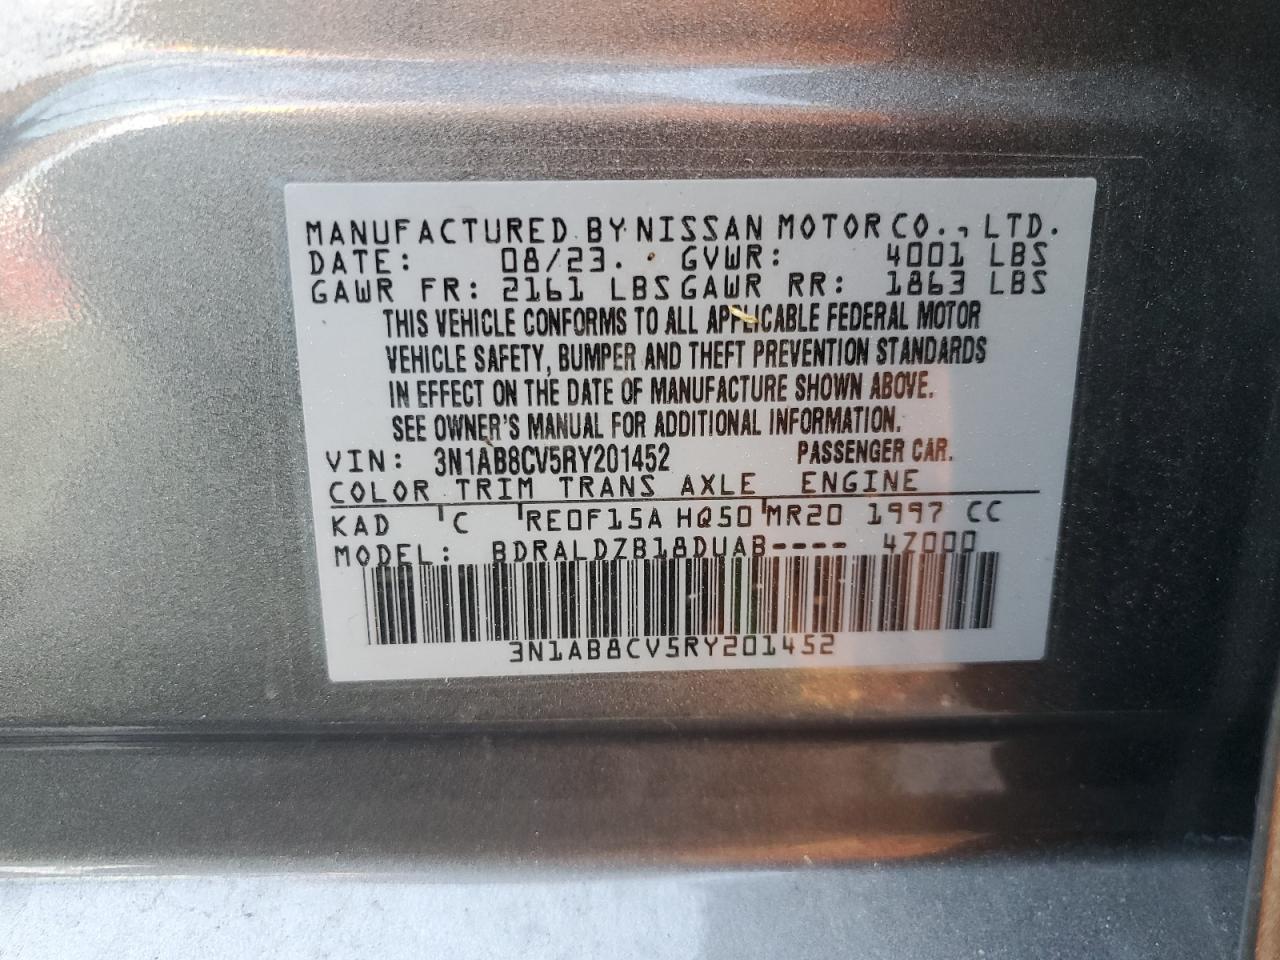 MANUFACTURED BY NISSAN MOTOR CO., LTD.
DATE: 08/23. GVWR: 4001 LBS
GAWR FR: 2161 LBS GAWR RR: 1863 LBS
THIS VEHICLE CONFORMS TO ALL APPLICABLE FEDERAL MOTOR
VEHICLE SAFETY, BUMPER AND THEFT PREVENTION STANDARDS
IN EFFECT ON THE DATE OF MANUFACTURE SHOWN ABOVE.
SEE OWNER'S MANUAL FOR ADDITIONAL INFORMATION.
VIN: 3N1AB8CV5RY201452 PASSENGER CAR.
COLOR TRIM TRANS AXLE ENGINE
KAD C RE0F15A HQ50 MR20 1997 CC
MODEL: BDRALDZB18DUAB---- 4Z000
3N1AB8CV5RY201452